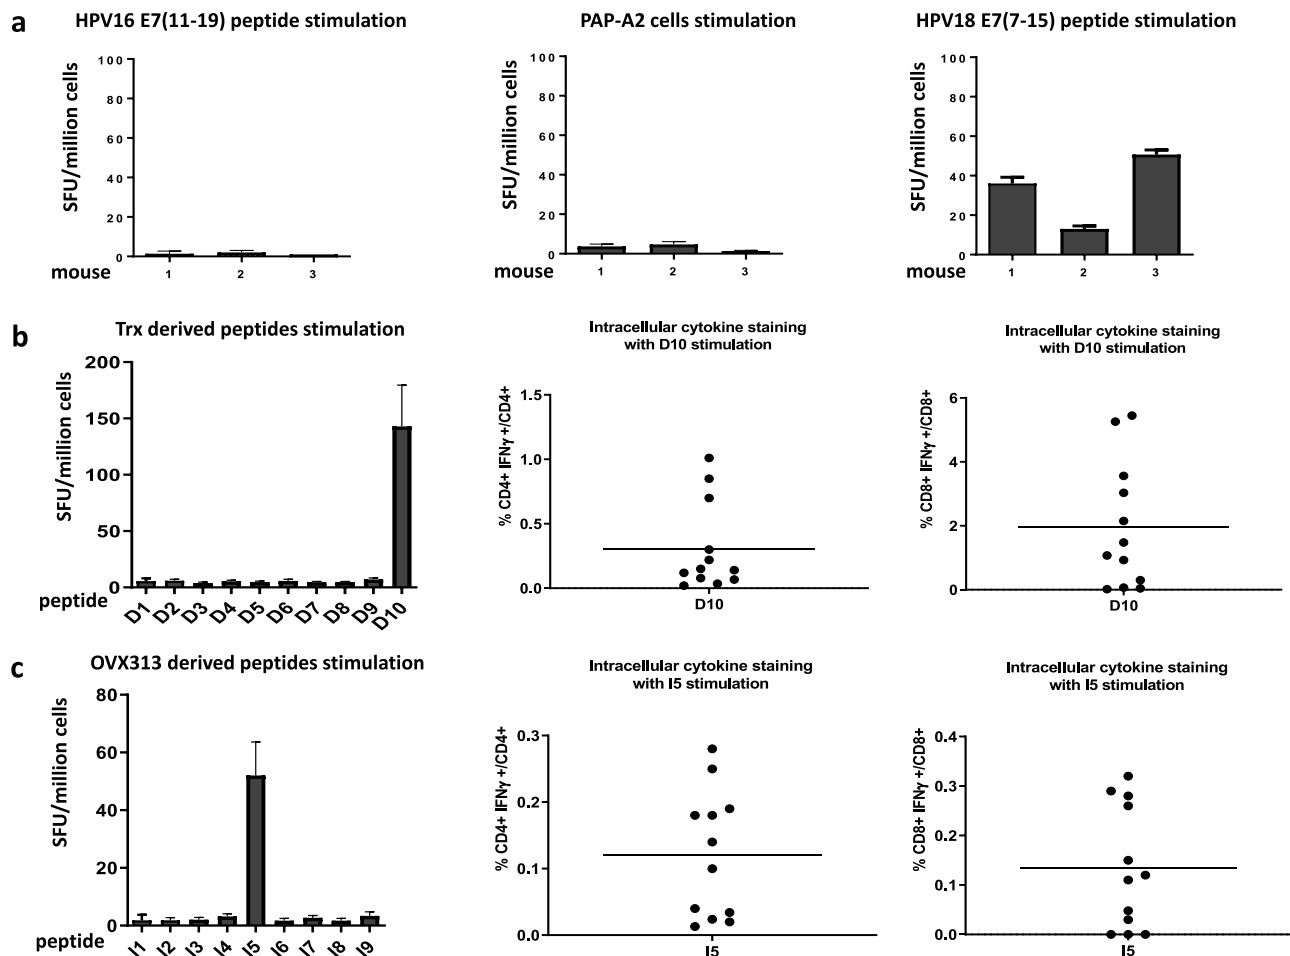 a
HPV16 E7(11-19) peptide stimulation
SFU/million cells
100
80
60
40
20
0
mouse
1 2 3
PAP-A2 cells stimulation
SFU/million cells
100
80
60
40
20
0
mouse
1 2 3
HPV18 E7(7-15) peptide stimulation
SFU/million cells
100
80
60
40
20
0
mouse
1 2 3
b
Trx derived peptides stimulation
SFU/million cells
200
150
100
50
0
peptide
D1 D2 D3 D4 D5 D6 D7 D8 D9 D10
Intracellular cytokine staining
with D10 stimulation
% CD4+ IFNγ +/CD4+
1.5
1.0
0.5
0.0
D10
Intracellular cytokine staining
with D10 stimulation
% CD8+ IFNγ +/CD8+
6
4
2
0
D10
c
OVX313 derived peptides stimulation
SFU/million cells
80
60
40
20
0
peptide
I1 I2 I3 I4 I5 I6 I7 I8 I9
Intracellular cytokine staining
with I5 stimulation
% CD4+ IFNγ +/CD4+
0.3
0.2
0.1
0.0
I5
Intracellular cytokine staining
with I5 stimulation
% CD8+ IFNγ +/CD8+
0.4
0.3
0.2
0.1
0.0
I5